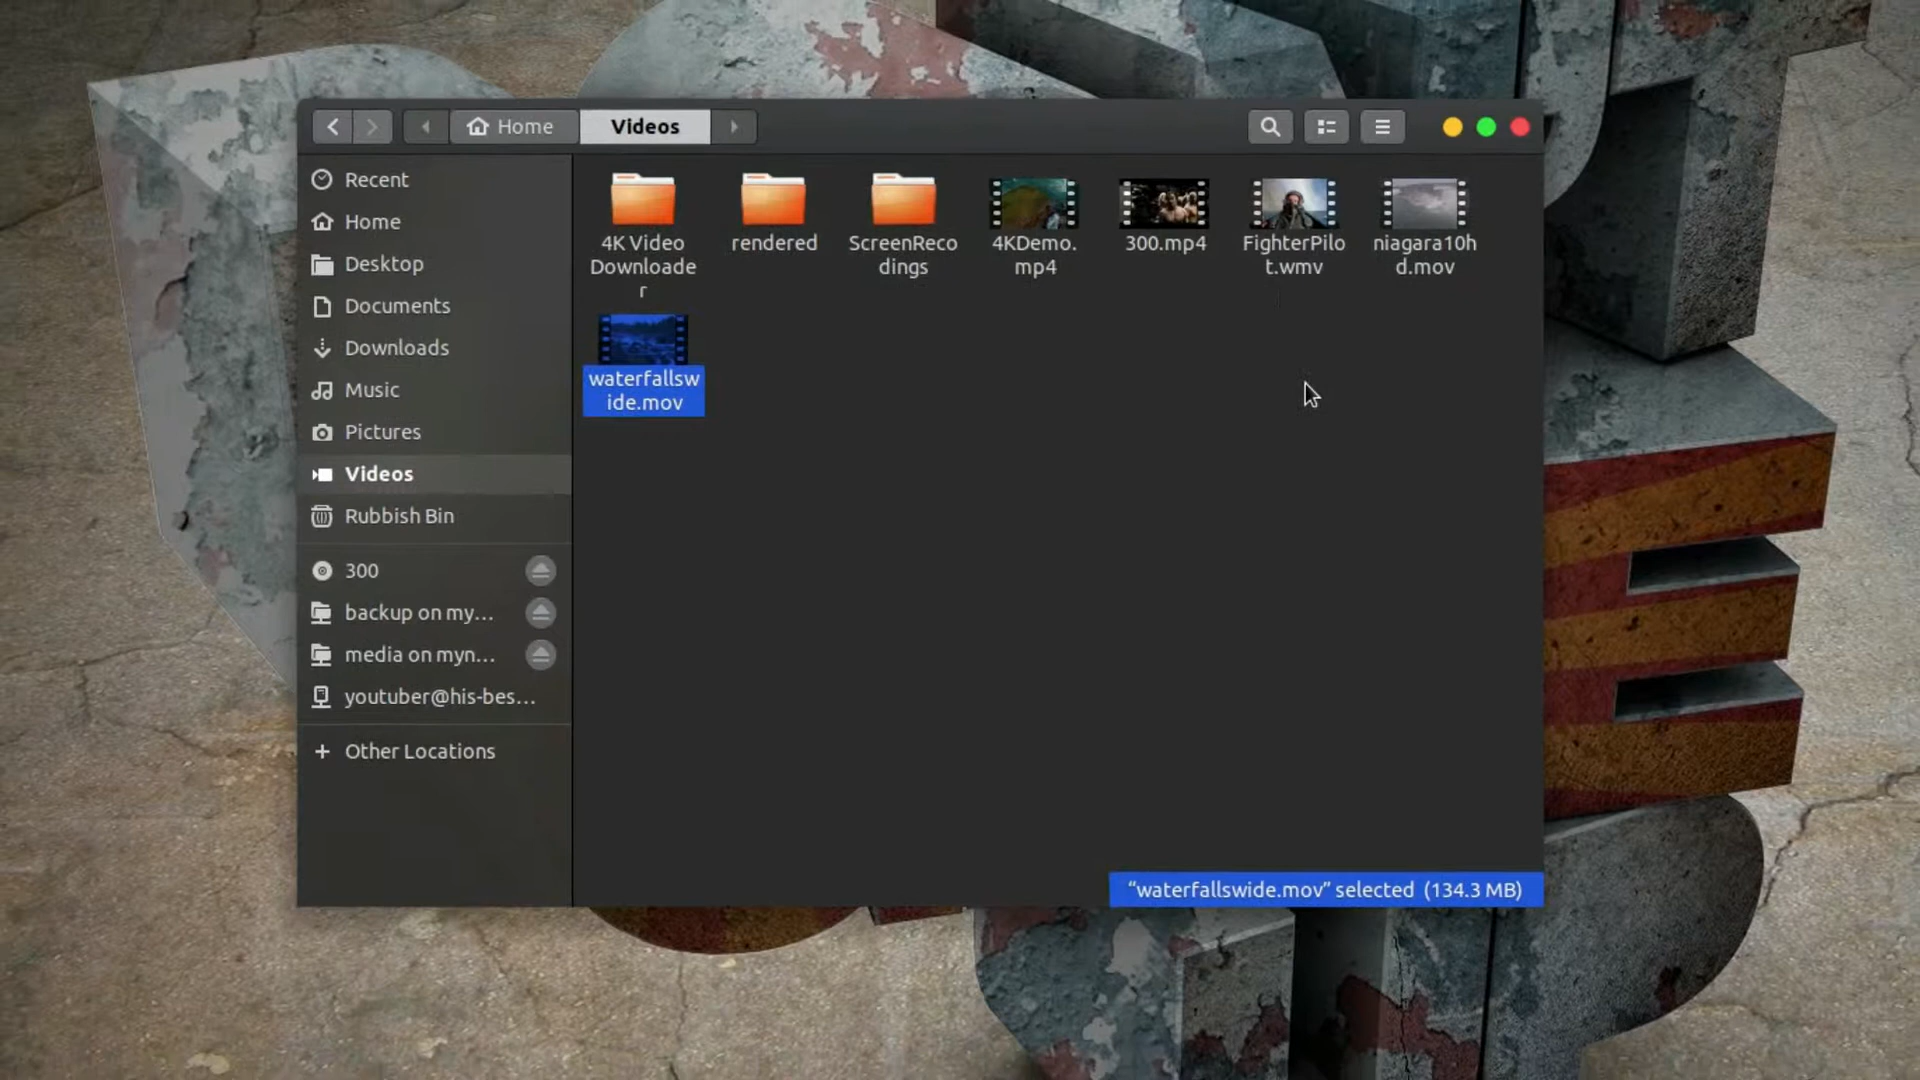 Home
Videos
Recent
Home
Desktop
Documents
Downloads
Music
Pictures
Videos
Rubbish Bin
300
backup on my...
media on myn...
youtuber@his-bes...
+ Other Locations
4K Video
Downloade
r
rendered
ScreenReco
rdings
4KDemo.
mp4
300.mp4
FighterPilo
t.wmv
niagara10h
d.mov
waterfallsw
ide.mov
“waterfallswide.mov” selected (134.3 MB)